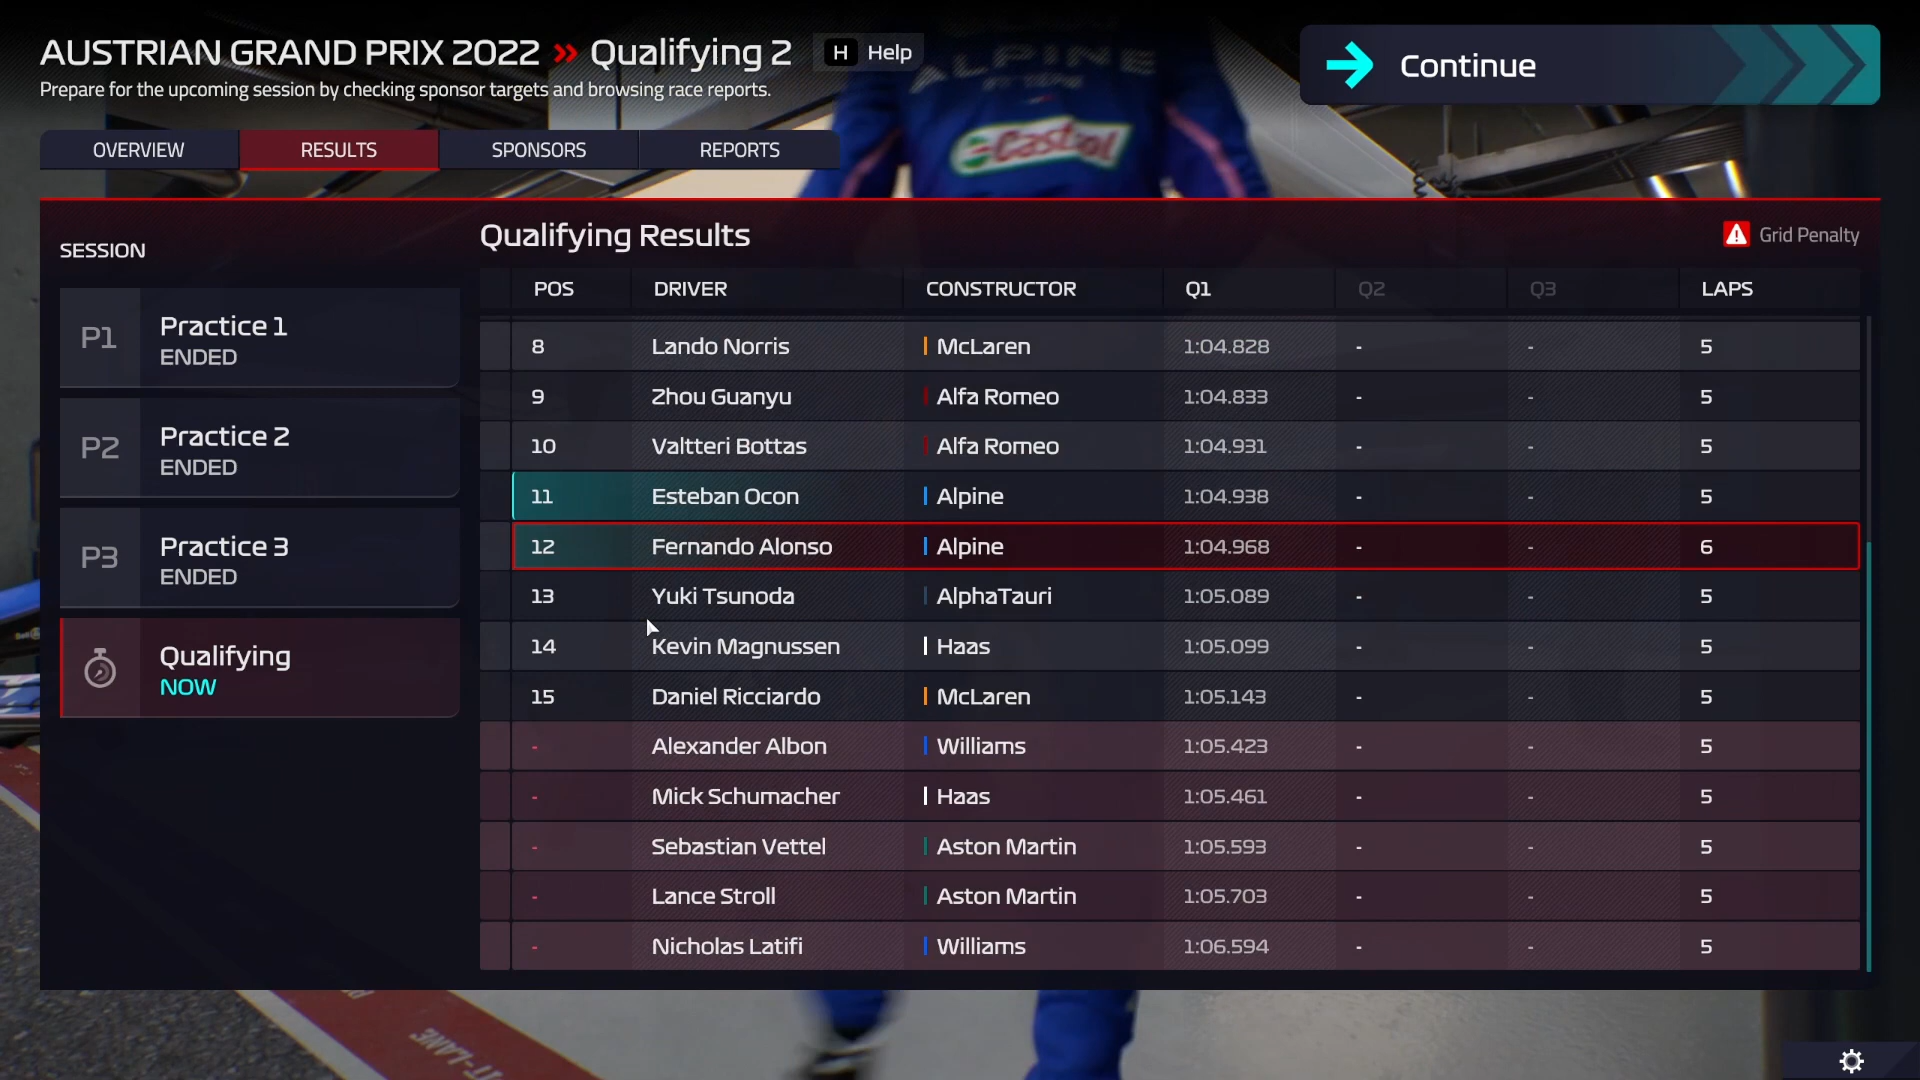 AUSTRIAN GRAND PRIX 2022 Qualifying 2 H Help
Prepare for the upcoming session by checking sponsor targets and browsing race reports.
Continue
OVERVIEW RESULTS SPONSORS REPORTS
ALPINE
Castrol
SESSION
P1 Practice 1
ENDED
P2 Practice 2
ENDED
P3 Practice 3
ENDED
Qualifying
NOW
Qualifying Results
Grid Penalty
POS DRIVER CONSTRUCTOR Q1 Q2 Q3 LAPS
8 Lando Norris McLaren 1:04.828 - - 5
9 Zhou Guanyu Alfa Romeo 1:04.833 - - 5
10 Valtteri Bottas Alfa Romeo 1:04.931 - - 5
11 Esteban Ocon Alpine 1:04.938 - - 5
12 Fernando Alonso Alpine 1:04.968 - - 6
13 Yuki Tsunoda AlphaTauri 1:05.089 - - 5
14 Kevin Magnussen Haas 1:05.099 - - 5
15 Daniel Ricciardo McLaren 1:05.143 - - 5
- Alexander Albon Williams 1:05.423 - - 5
- Mick Schumacher Haas 1:05.461 - - 5
- Sebastian Vettel Aston Martin 1:05.593 - - 5
- Lance Stroll Aston Martin 1:05.703 - - 5
- Nicholas Latifi Williams 1:06.594 - - 5